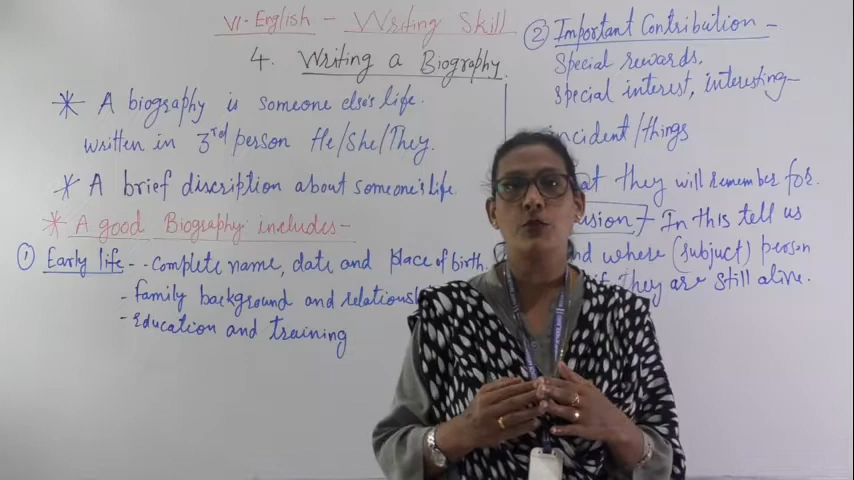 VI. English - Writing Skill
4. Writing a Biography.
* A biography is someone else's life.
written in 3rd person He/She/They.
* A brief discription about someone's life.
* A good Biography includes-
① Early life - - Complete name, date and place of birth.
- family background and
- Education and training
② Important Contribution -
Special rewards,
Special interest, interesting-
incident/things
they will remember for.
- In this tell us
where (subject) person
if they are still alive.